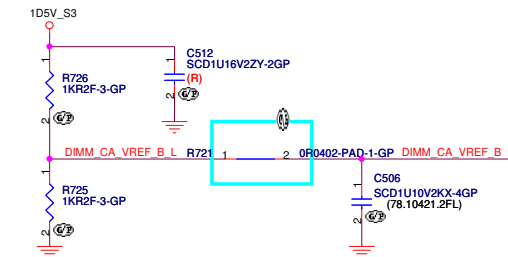 1D5V_S3
1
R726
1KR2F-3-GP
2
G/P
C512
SCD1U16V2ZY-2GP
1
(R)
2
G/P
DIMM_CA_VREF_B_L
R721
1
2
0R0402-PAD-1-GP
DIMM_CA_VREF_B
1
R725
1KR2F-3-GP
2
G/P
1
C506
SCD1U10V2KX-4GP
(78.10421.2FL)
2
G/P